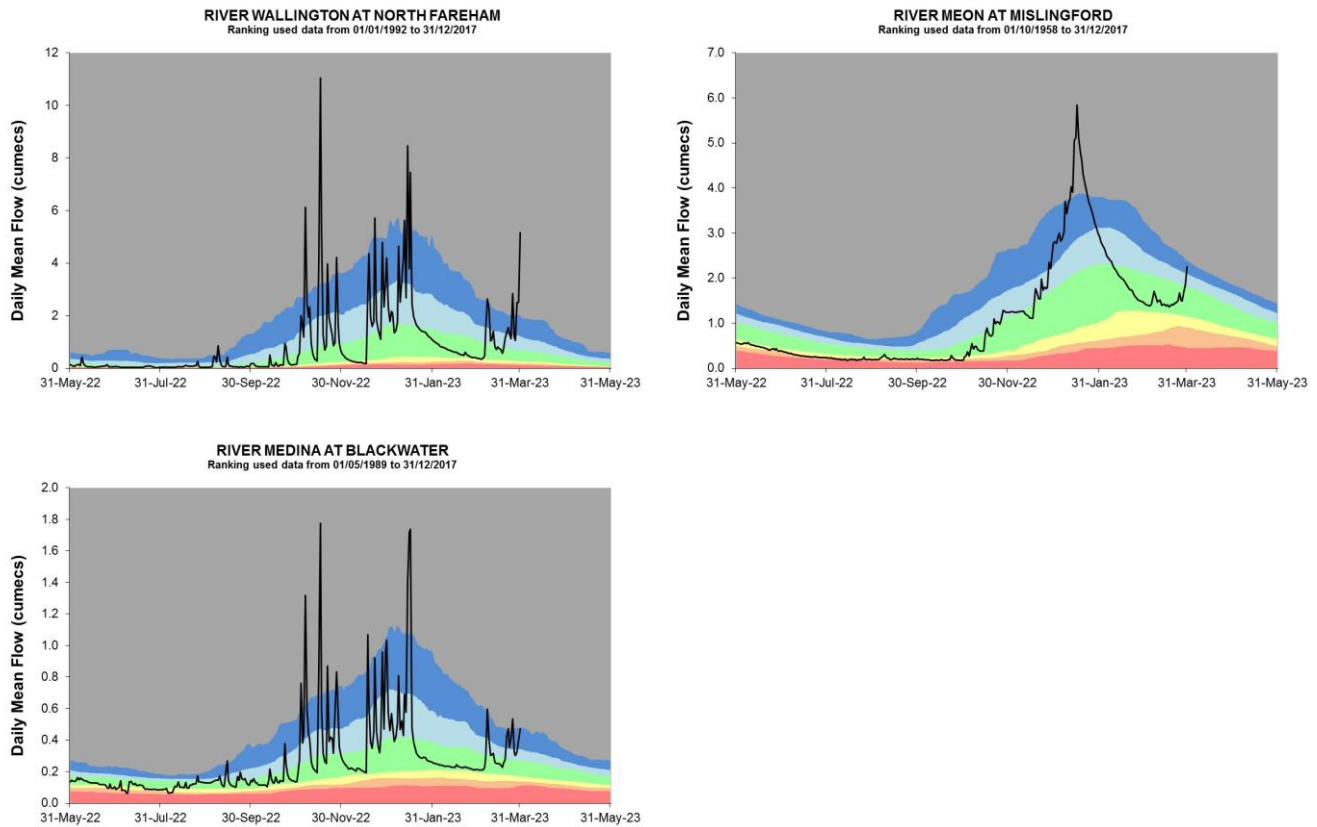 RIVER WALLINGTON AT NORTH FAREHAM
Ranking used data from 01/01/1992 to 31/12/2017
Daily Mean Flow (cumecs)
12
10
8
6
4
2
0
31-May-22 31-Jul-22 30-Sep-22 30-Nov-22 31-Jan-23 31-Mar-23 31-May-23
RIVER MEON AT MISLINGFORD
Ranking used data from 01/10/1958 to 31/12/2017
Daily Mean Flow (cumecs)
7.0
6.0
5.0
4.0
3.0
2.0
1.0
0.0
31-May-22 31-Jul-22 30-Sep-22 30-Nov-22 31-Jan-23 31-Mar-23 31-May-23
RIVER MEDINA AT BLACKWATER
Ranking used data from 01/05/1989 to 31/12/2017
Daily Mean Flow (cumecs)
2.0
1.8
1.6
1.4
1.2
1.0
0.8
0.6
0.4
0.2
0.0
31-May-22 31-Jul-22 30-Sep-22 30-Nov-22 31-Jan-23 31-Mar-23 31-May-23